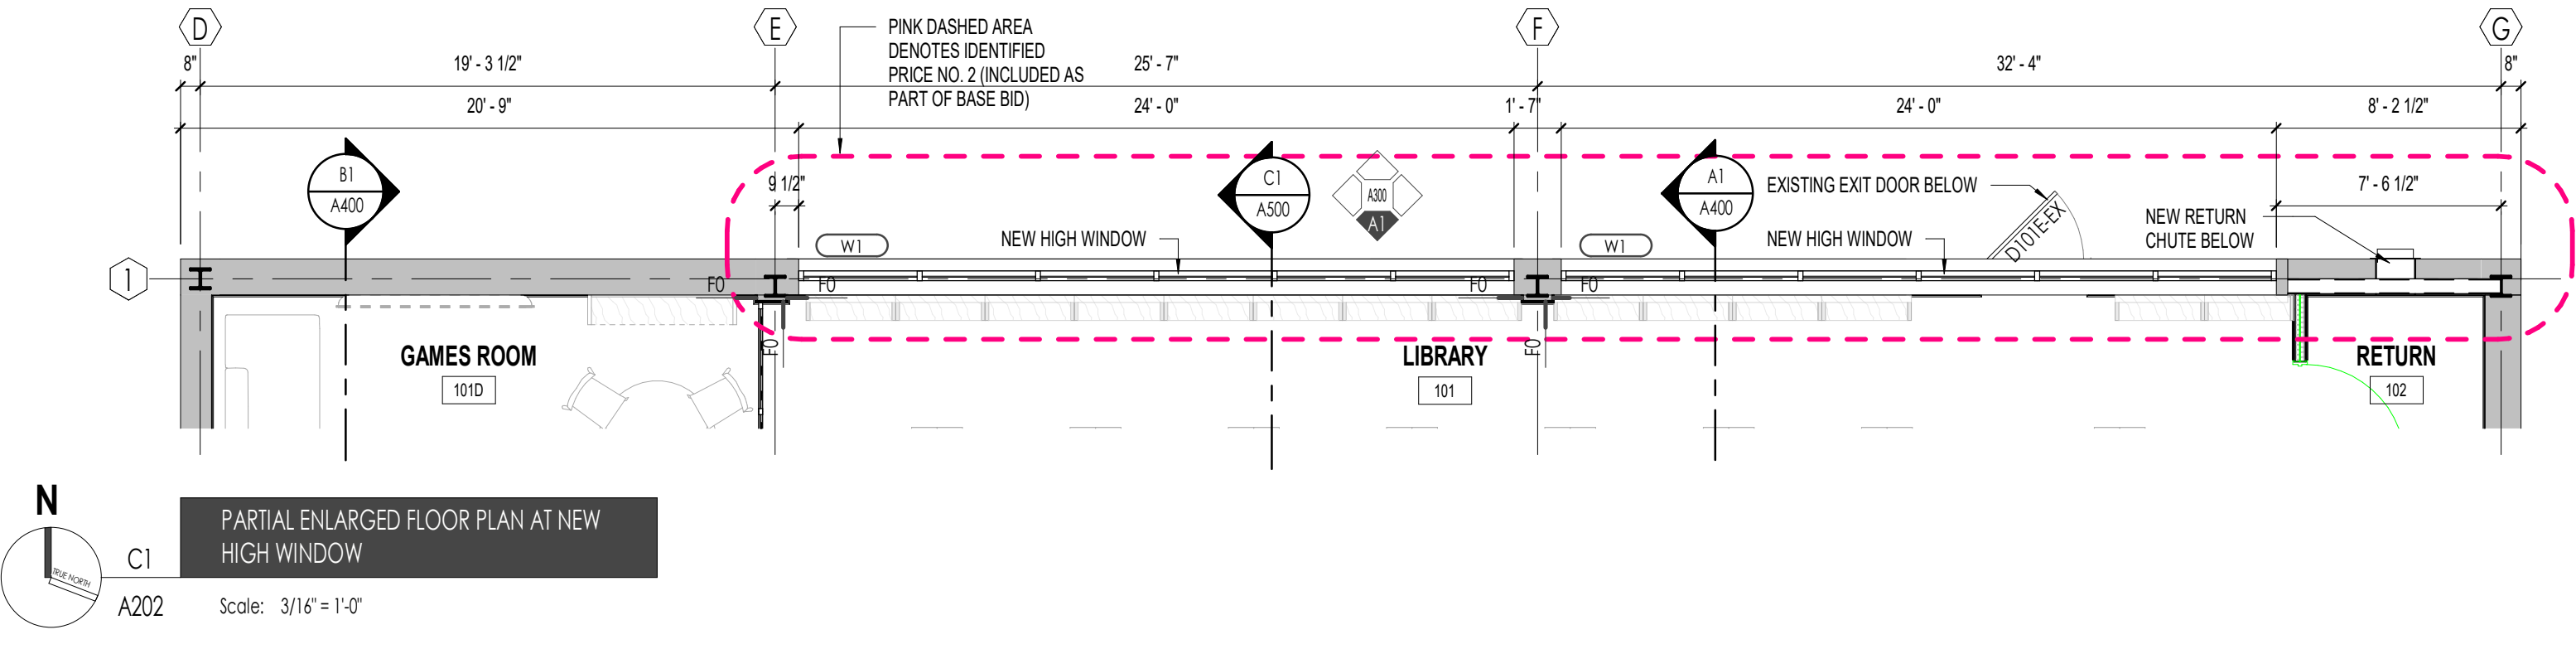 D
E
F
G
PINK DASHED AREA
DENOTES IDENTIFIED
PRICE NO. 2 (INCLUDED AS
PART OF BASE BID)
8"
19' - 3 1/2"
25' - 7"
32' - 4"
8"
20' - 9"
24' - 0"
1' - 7"
24' - 0"
8' - 2 1/2"
B1
A400
9 1/2"
C1
A500
A300
A1
A1
A400
EXISTING EXIT DOOR BELOW
D101E-EX
7' - 6 1/2"
NEW RETURN
CHUTE BELOW
W1
NEW HIGH WINDOW
W1
NEW HIGH WINDOW
1
FO
FO
FO
FO
FO
FO
GAMES ROOM
101D
LIBRARY
101
RETURN
102
N
TRUE NORTH
C1
A202
PARTIAL ENLARGED FLOOR PLAN AT NEW
HIGH WINDOW
Scale: 3/16" = 1'-0"